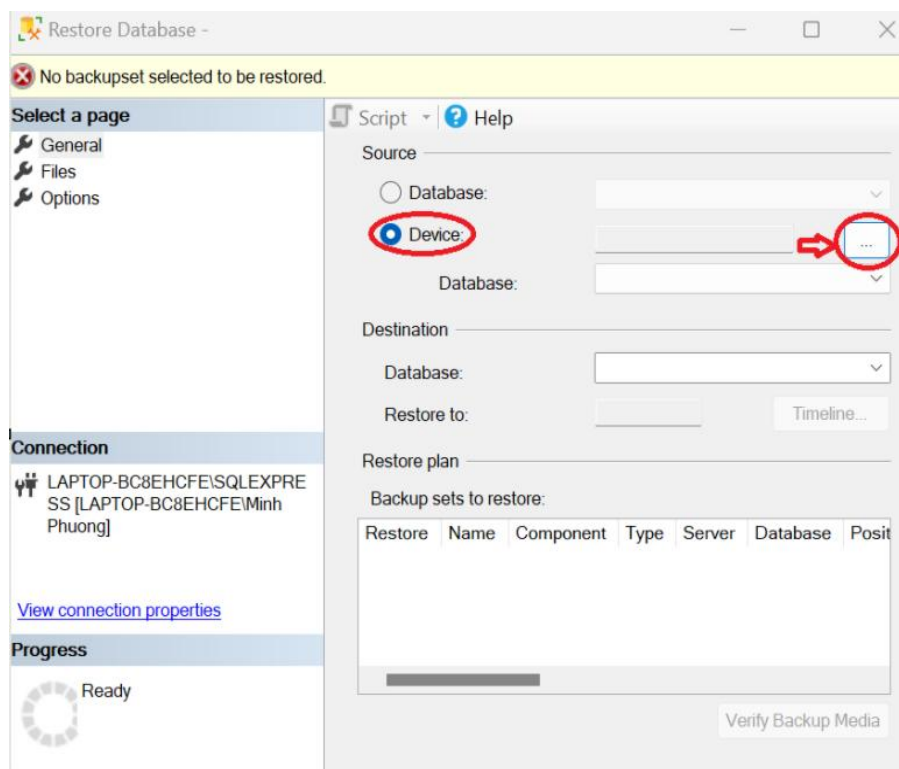 Restore Database -
No backupset selected to be restored.
Select a page
General
Files
Options
Script
Help
Source
Database:
Device:
...
Database:
Destination
Database:
Restore to:
Timeline...
Restore plan
Backup sets to restore:
Restore Name Component Type Server Database Posit
Verify Backup Media
Connection
LAPTOP-BC8EHCFE\SQLEXPRE
SS [LAPTOP-BC8EHCFE\Minh
Phuong]
View connection properties
Progress
Ready